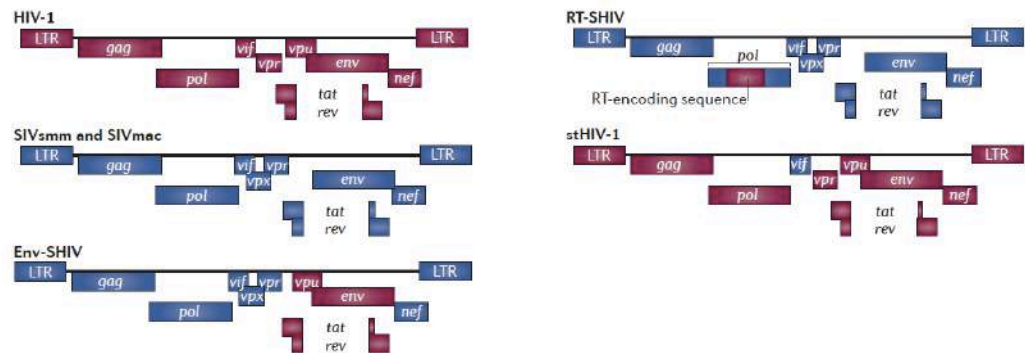 HIV-1
LTR gag vif vpu LTR
vpr env
pol nef
tat
rev
SIVsmm and SIVmac
LTR gag vif vpr LTR
vpx env
pol nef
tat
rev
Env-SHIV
LTR gag vif vpr vpu LTR
vpx env
pol nef
tat
rev
RT-SHIV
LTR gag vif vpr LTR
pol vpx env
nef
RT-encoding sequence tat
rev
stHIV-1
LTR gag vif vpu LTR
vpr env
pol nef
tat
rev